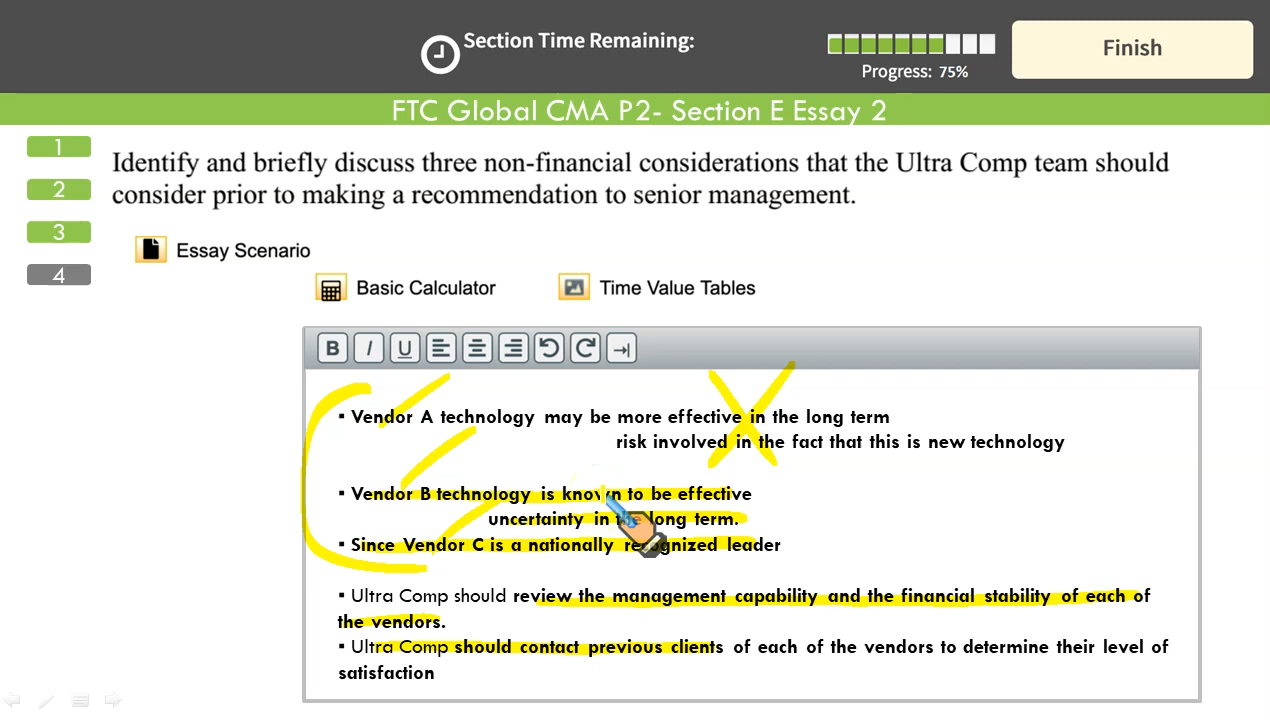 Section Time Remaining:
Progress: 75%
Finish
FTC Global CMA P2- Section E Essay 2
1
2
3
4
Identify and briefly discuss three non-financial considerations that the Ultra Comp team should
consider prior to making a recommendation to senior management.
Essay Scenario
Basic Calculator
Time Value Tables
B I U
▪ Vendor A technology may be more effective in the long term
risk involved in the fact that this is new technology
▪ Vendor B technology is known to be effective
uncertainty in the long term.
▪ Since Vendor C is a nationally recognized leader
▪ Ultra Comp should review the management capability and the financial stability of each of
the vendors.
▪ Ultra Comp should contact previous clients of each of the vendors to determine their level of
satisfaction